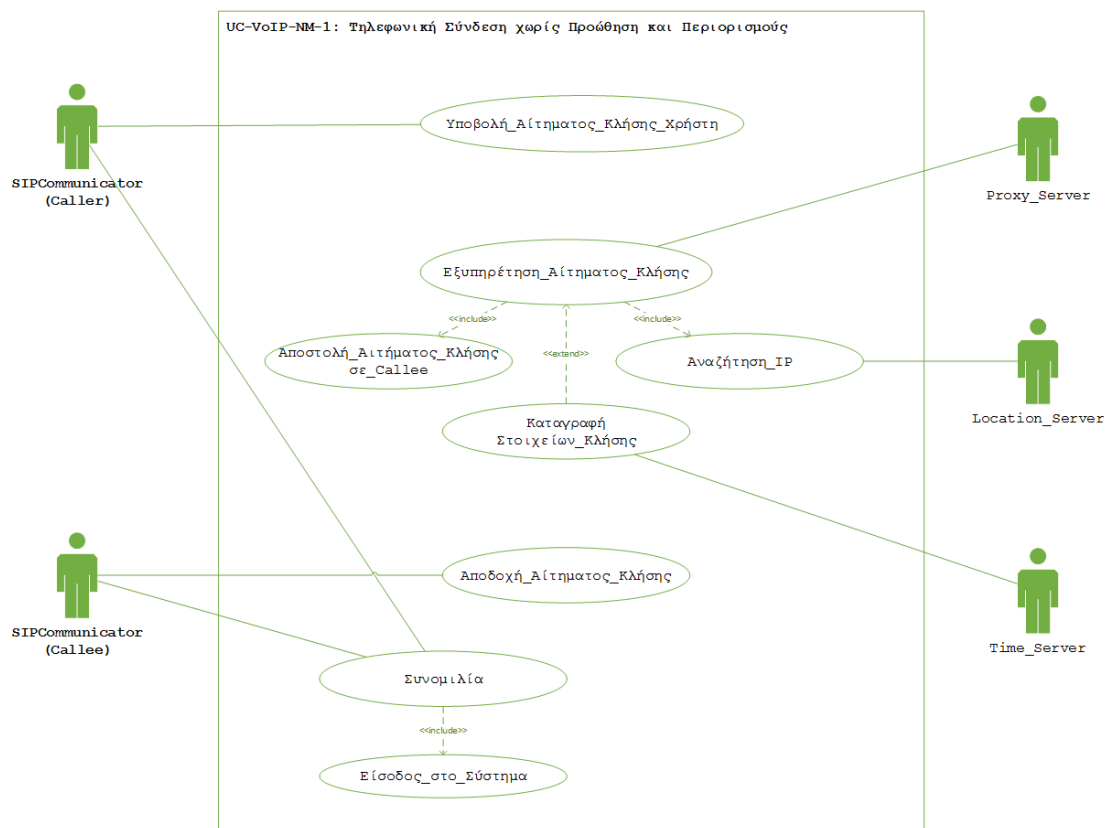 UC-VoIP-NM-1: Τηλεφωνική Σύνδεση χωρίς Προώθηση και Περιορισμούς
SIPCommunicator
(Caller)
Υποβολή_Αίτηματος_Κλήσης_Χρήστη
Proxy_Server
Εξυπηρέτηση_Αίτηματος_Κλήσης
<<include>>
<<include>>
<<extend>>
Αποστολή_Αιτήματος_Κλήσης
σε_Callee
Αναζήτηση_IP
Location_Server
Καταγραφή
Στοιχείων_Κλήσης
SIPCommunicator
(Callee)
Αποδοχή_Αίτηματος_Κλήσης
Time_Server
Συνομιλία
<<include>>
Είσοδος_στο_Σύστημα